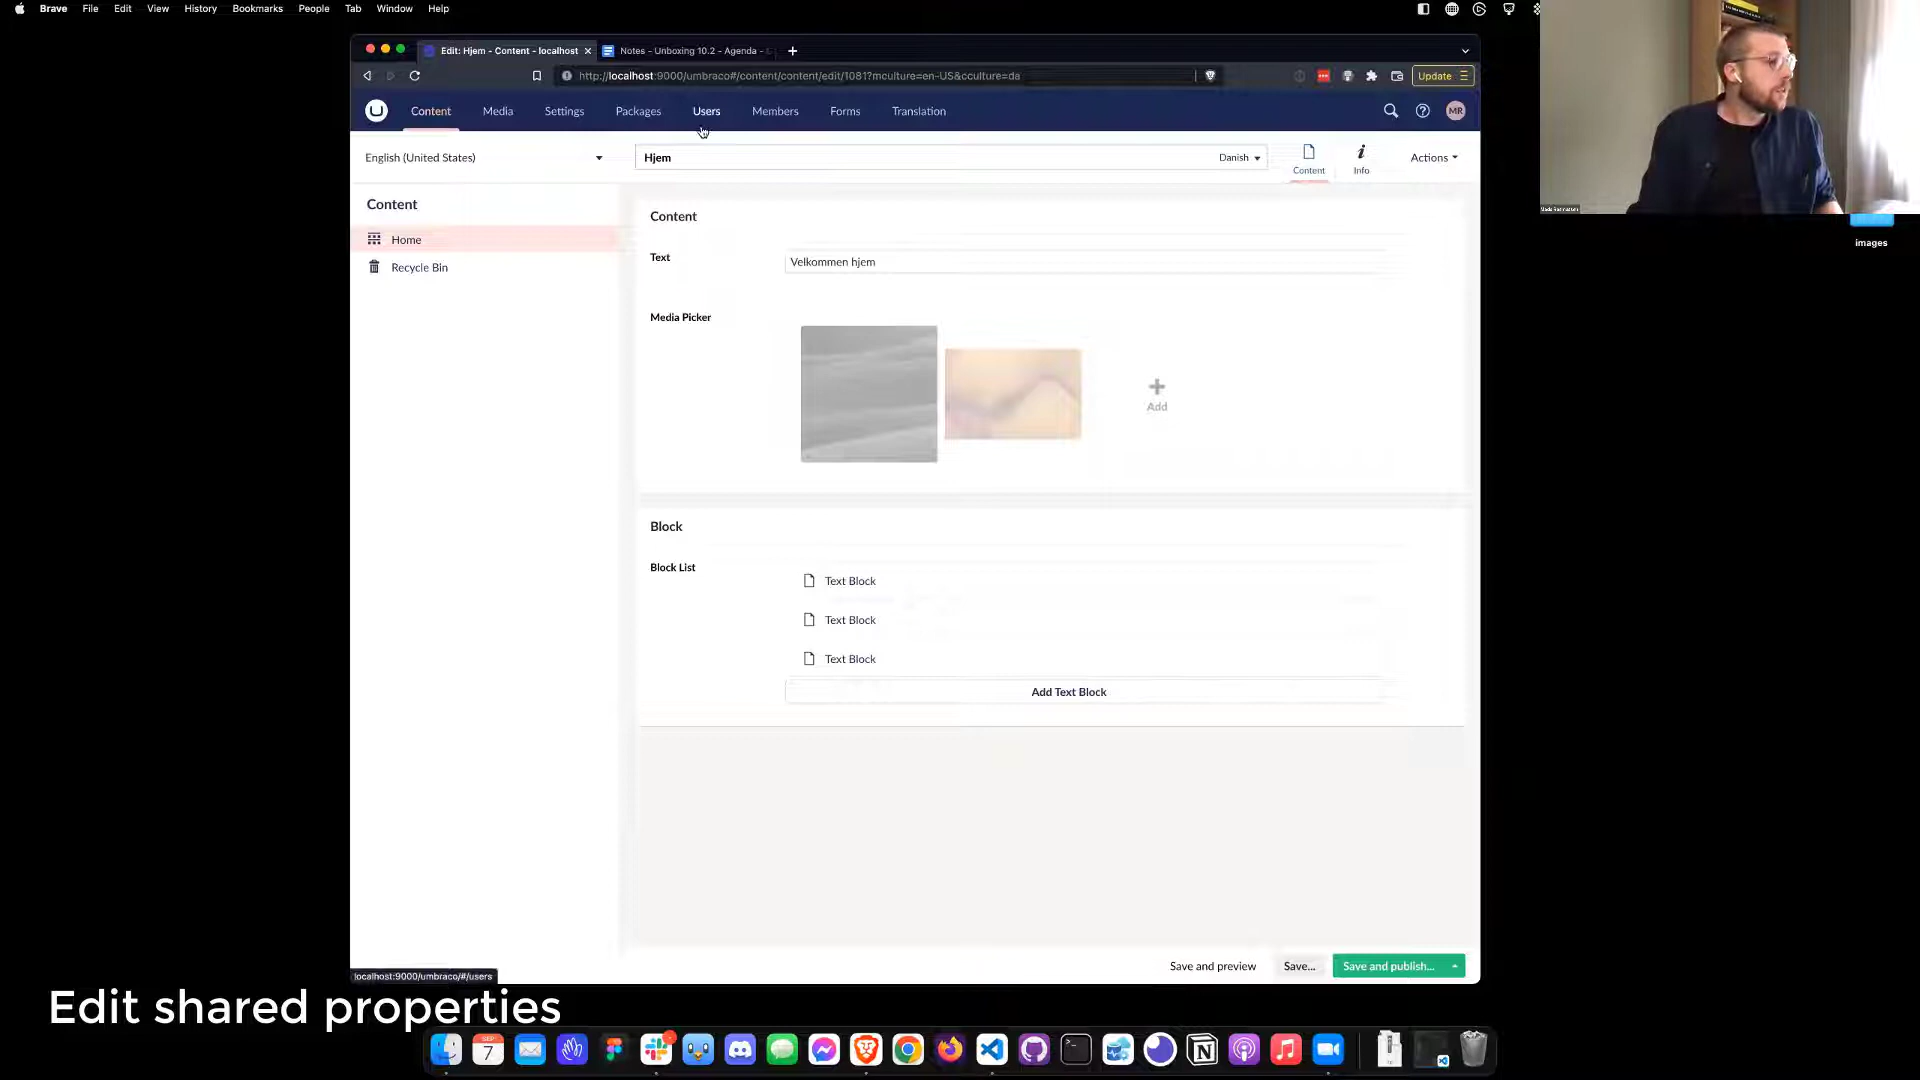 Brave File Edit View History Bookmarks People Tab Window Help
Edit: Hjem - Content - localhost
Notes - Unboxing 10.2 - Agenda -
http://localhost:9000/umbraco#/content/content/edit/1081?mculture=en-US&cculture=da
Update
Content Media Settings Packages Users Members Forms Translation
MR
English (United States)
Hjem
Danish
Content
Info
Actions
Content
Home
Recycle Bin
Content
Text
Velkommen hjem
Media Picker
Add
Block
Block List
Text Block
Text Block
Text Block
Add Text Block
Save and preview
Save...
Save and publish...
localhost:9000/umbraco/#/users
images
Edit shared properties
SEP
7